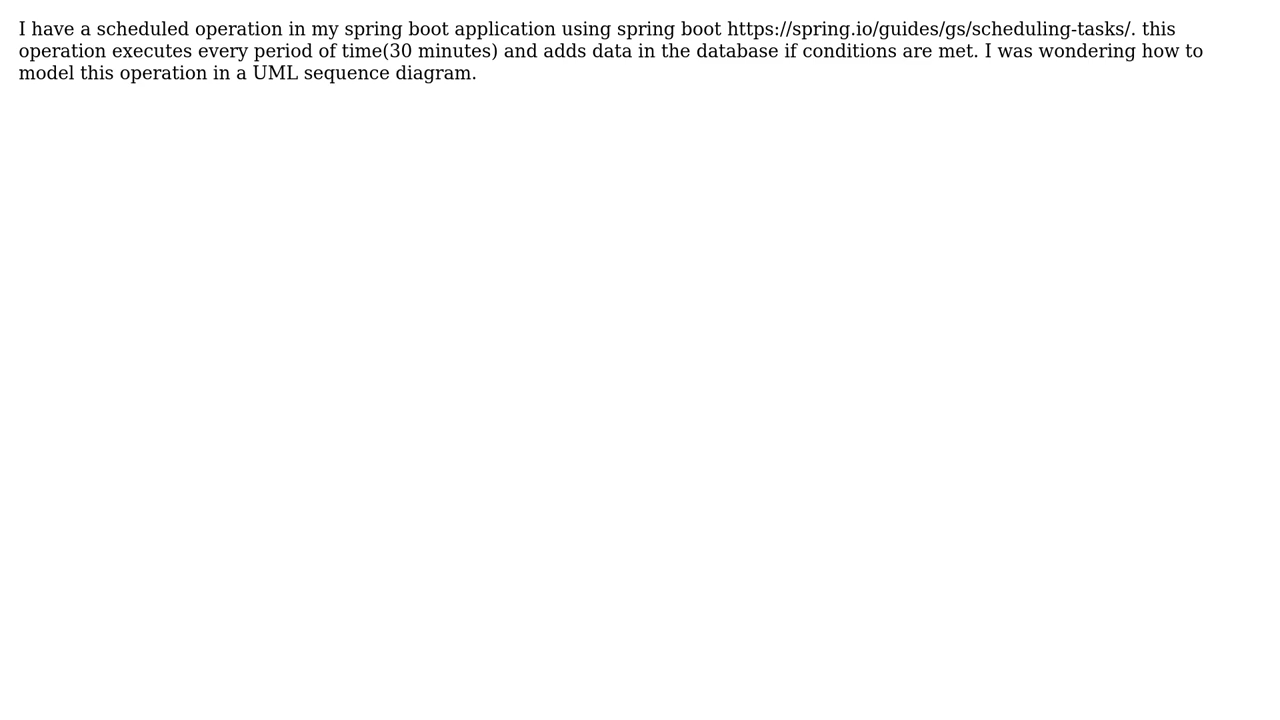 I have a scheduled operation in my spring boot application using spring boot https://spring.io/guides/gs/scheduling-tasks/. this
operation executes every period of time(30 minutes) and adds data in the database if conditions are met. I was wondering how to
model this operation in a UML sequence diagram.